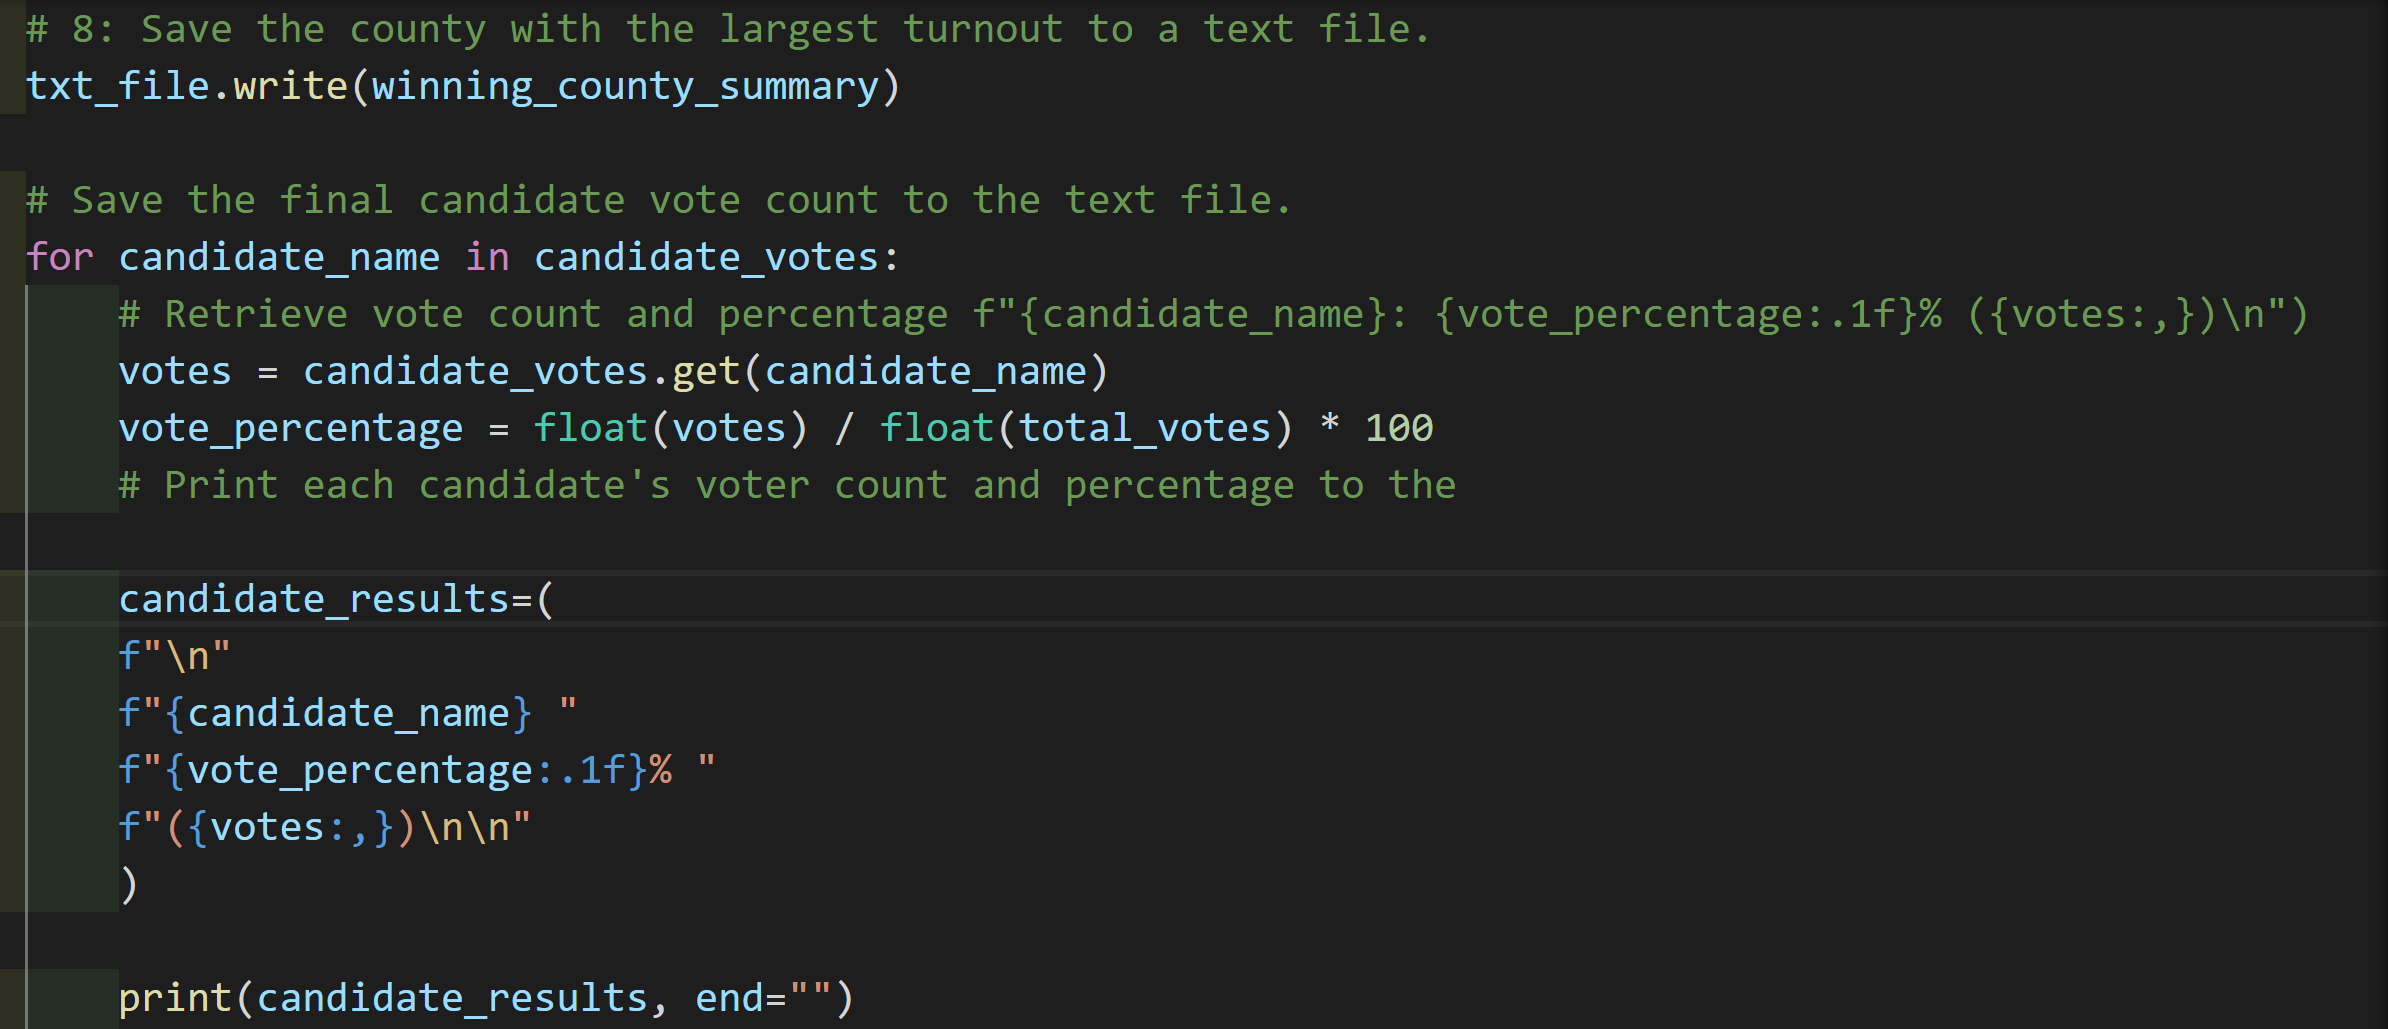 # 8: Save the county with the largest turnout to a text file.
txt_file.write(winning_county_summary)
# Save the final candidate vote count to the text file.
for candidate_name in candidate_votes:
# Retrieve vote count and percentage f"{candidate_name}: {vote_percentage:.1f}% ({votes:,})\n")
votes = candidate_votes.get(candidate_name)
vote_percentage = float(votes) / float(total_votes) * 100
# Print each candidate's voter count and percentage to the
candidate_results=(
f"\n"
f"{candidate_name} "
f"{vote_percentage:.1f}% "
f"({votes:,})\n\n"
)
print(candidate_results, end="")